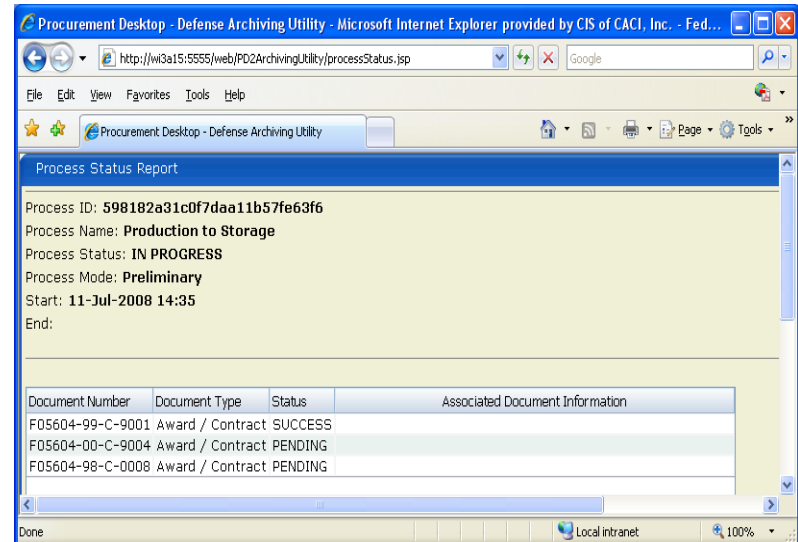 Procurement Desktop - Defense Archiving Utility - Microsoft Internet Explorer provided by CIS of CACI, Inc. - Fed...
http://wi3a15:5555/web/PD2ArchivingUtility/processStatus.jsp
Google
File Edit View Favorites Tools Help
Procurement Desktop - Defense Archiving Utility
Page Tools »
Process Status Report
Process ID: 598182a31c0f7daa11b57fe63f6
Process Name: Production to Storage
Process Status: IN PROGRESS
Process Mode: Preliminary
Start: 11-Jul-2008 14:35
End:
Document Number Document Type Status Associated Document Information
F05604-99-C-9001 Award / Contract SUCCESS
F05604-00-C-9004 Award / Contract PENDING
F05604-98-C-0008 Award / Contract PENDING
Done Local intranet 100%